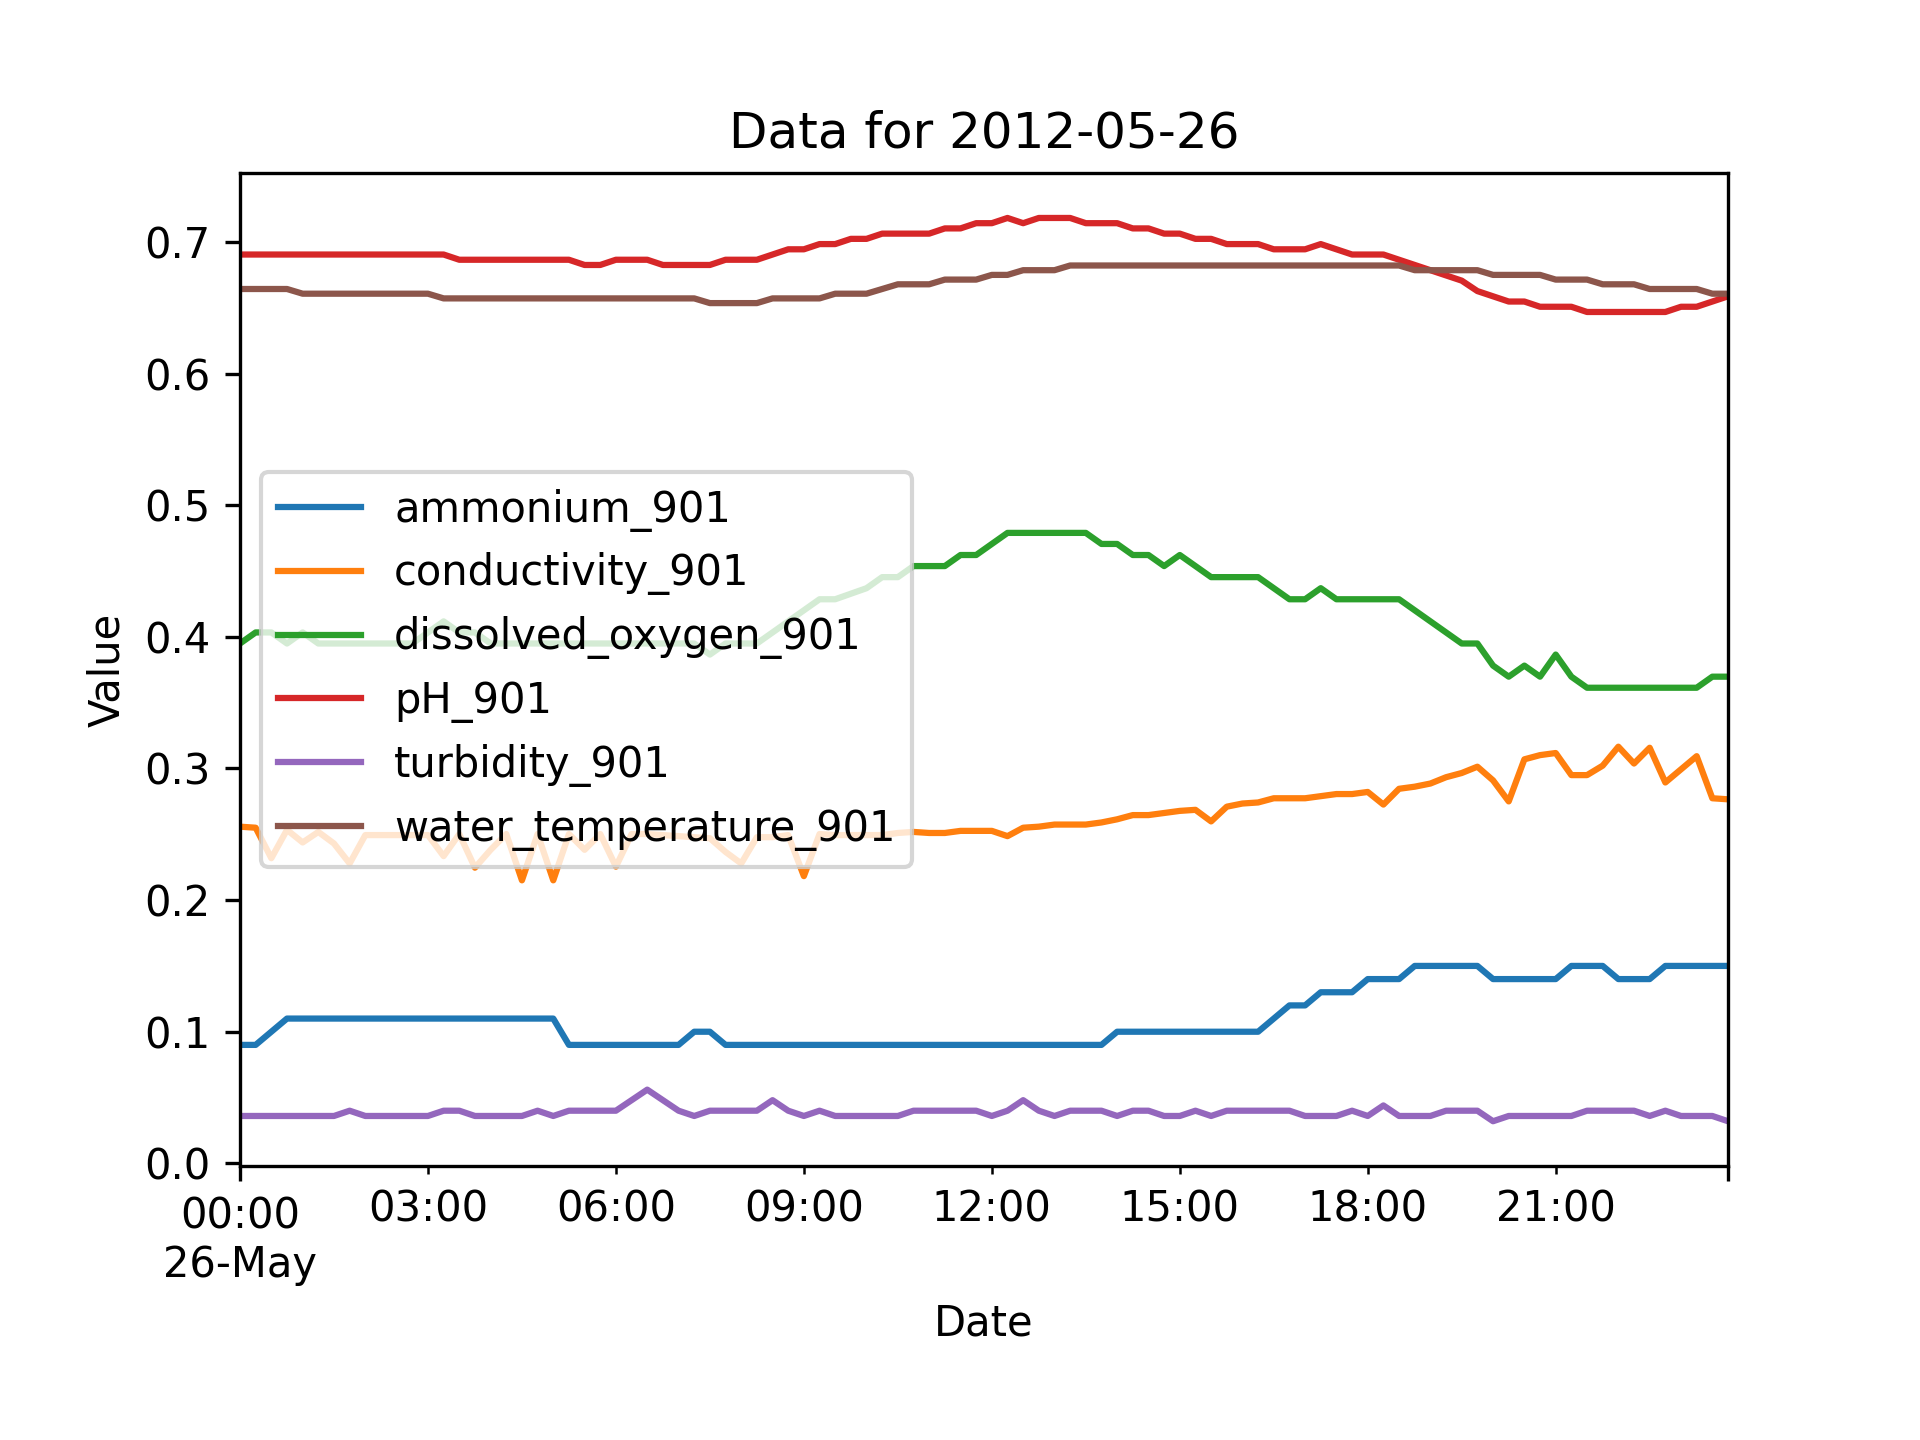 Data for 2012-05-26
Value
0.7
0.6
0.5
0.4
0.3
0.2
0.1
0.0
ammonium_901
conductivity_901
dissolved_oxygen_901
pH_901
turbidity_901
water_temperature_901
00:00 03:00 06:00 09:00 12:00 15:00 18:00 21:00
26-May
Date